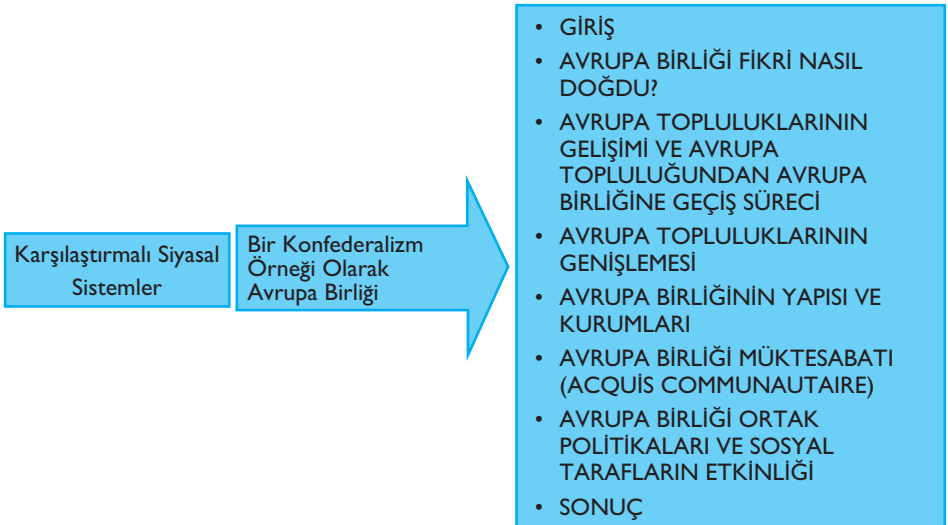 Karşılaştırmalı Siyasal
Sistemler
Bir Konfederalizm
Örneği Olarak
Avrupa Birliği
• GİRİŞ
• AVRUPA BİRLİĞİ FİKRİ NASIL
DOĞDU?
• AVRUPA TOPLULUKLARININ
GELİŞİMİ VE AVRUPA
TOPLULUĞUNDAN AVRUPA
BİRLİĞİNE GEÇİŞ SÜRECİ
• AVRUPA TOPLULUKLARININ
GENİŞLEMESİ
• AVRUPA BİRLİĞİNİN YAPISI VE
KURUMLARI
• AVRUPA BİRLİĞİ MÜKTESABATI
(ACQUİS COMMUNAUTAIRE)
• AVRUPA BİRLİĞİ ORTAK
POLİTİKALARI VE SOSYAL
TARAFLARIN ETKİNLİĞİ
• SONUÇ